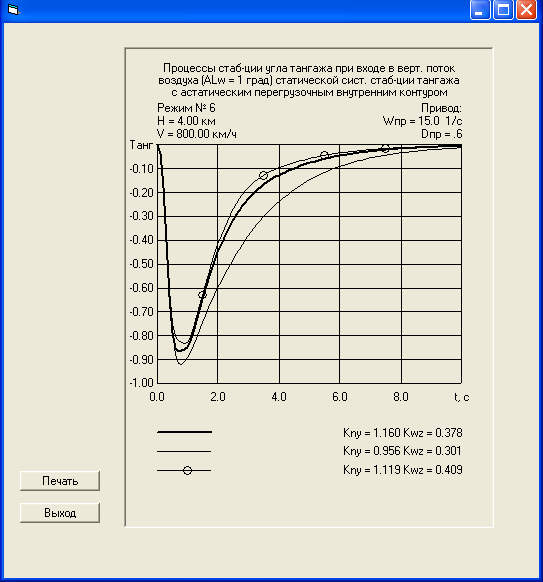 Процессы стаб-ции угла тангажа при входе в верт. поток
воздуха (ALw = 1 град) статической сист. стаб-ции тангажа
с астатическим перегрузочным внутренним контуром
Режим № 6
Привод:
H = 4.00 км
Wпр = 15.0 1/с
V = 800.00 км/ч
Dпр = .6
Танг
-0.10
-0.20
-0.30
-0.40
-0.50
-0.60
-0.70
-0.80
-0.90
-1.00
0.0 2.0 4.0 6.0 8.0 t, с
Kny = 1.160 Kwz = 0.378
Kny = 0.956 Kwz = 0.301
Kny = 1.119 Kwz = 0.409
Печать
Выход